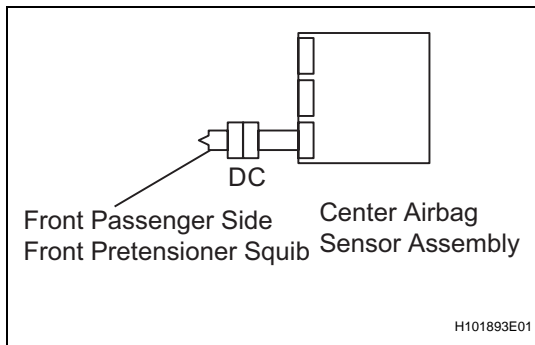 DC
Front Passenger Side
Front Pretensioner Squib
Center Airbag
Sensor Assembly
H101893E01